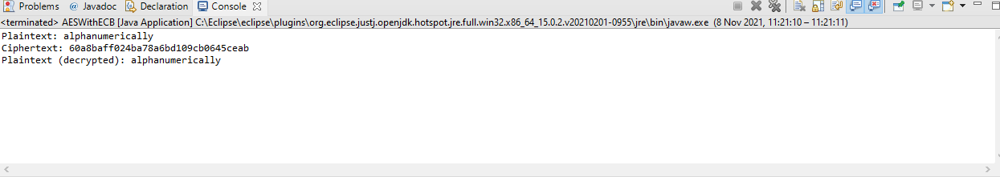 Problems @ Javadoc Declaration Console
<terminated> AESWithECB [Java Application] C:\Eclipse\eclipse\plugins\org.eclipse.justj.openjdk.hotspot.jre.full.win32.x86_64_15.0.2.v20210201-0955\jre\bin\javaw.exe (8 Nov 2021, 11:21:10 – 11:21:11)
Plaintext: alphanumerically
Ciphertext: 60a8baff024ba78a6bd109cb0645ceab
Plaintext (decrypted): alphanumerically